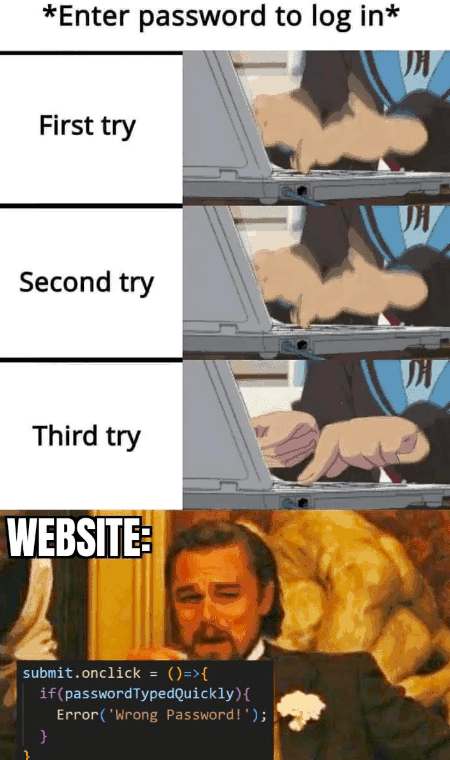 *Enter password to log in*
First try
Second try
Third try
WEBSITE:
submit.onclick = ()=>{
if(passwordTypedQuickly){
Error('Wrong Password!');
}
}